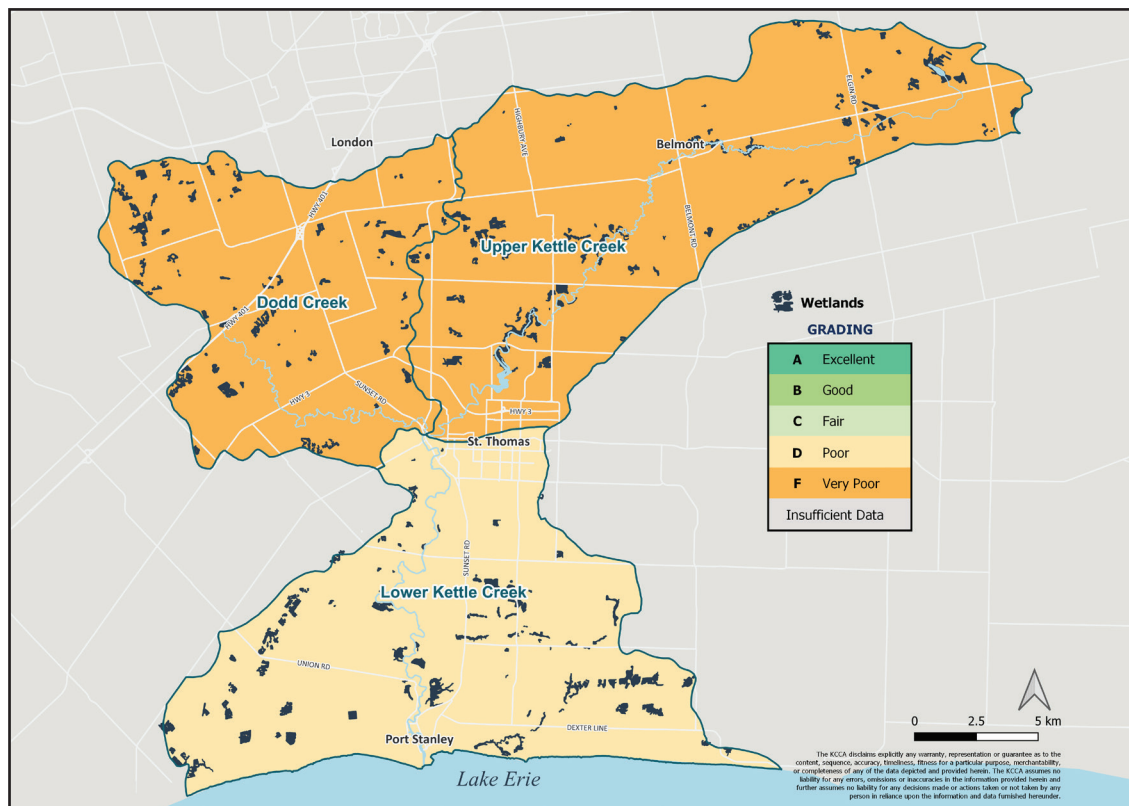 London
ELGIN RD
HIGHBURY AVE
Belmont
HWY 401
BELMONT RD
Upper Kettle Creek
Dodd Creek
HWY 401
Wetlands
GRADING
A Excellent
B Good
C Fair
D Poor
F Very Poor
Insufficient Data
SUNSET RD
HWY 3
HWY 3
St. Thomas
SUNSET RD
Lower Kettle Creek
UNION RD
DEXTER LINE
Port Stanley
0 2.5 5 km
Lake Erie
The KCCA disclaims explicitly any warranty, representation or guarantee as to the
content, sequence, accuracy, timeliness, fitness for a particular purpose, merchantability,
or completeness of any of the data depicted and provided herein. The KCCA assumes no
liability for any errors, omissions or inaccuracies in the information provided herein and
further assumes no liability for any decisions made or actions taken or not taken by any
person in reliance upon the information and data furnished hereunder.